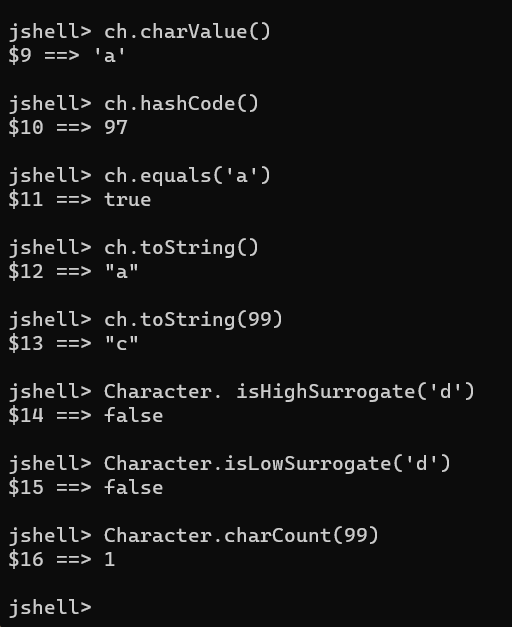 jshell> ch.charValue()
$9 ==> 'a'
jshell> ch.hashCode()
$10 ==> 97
jshell> ch.equals('a')
$11 ==> true
jshell> ch.toString()
$12 ==> "a"
jshell> ch.toString(99)
$13 ==> "c"
jshell> Character. isHighSurrogate('d')
$14 ==> false
jshell> Character.isLowSurrogate('d')
$15 ==> false
jshell> Character.charCount(99)
$16 ==> 1
jshell>